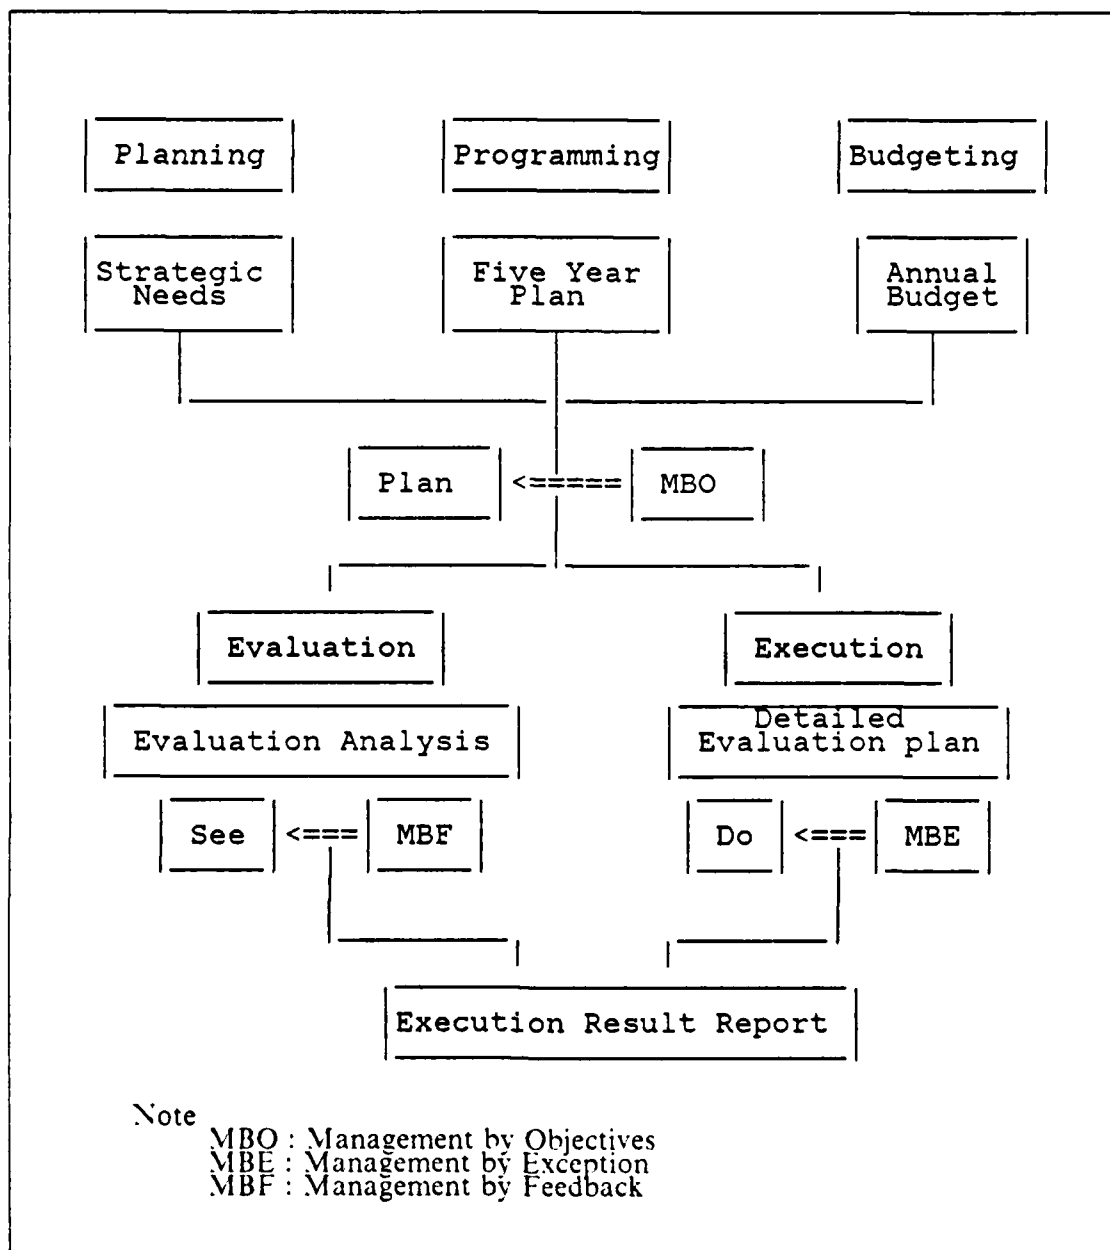 Planning Programming Budgeting
Strategic Five Year Annual
Needs Plan Budget
Plan <===== MBO
Evaluation Execution
Detailed
Evaluation Analysis Evaluation plan
See <=== MBF Do <=== MBE
Execution Result Report
Note
MBO : Management by Objectives
MBE : Management by Exception
MBF : Management by Feedback